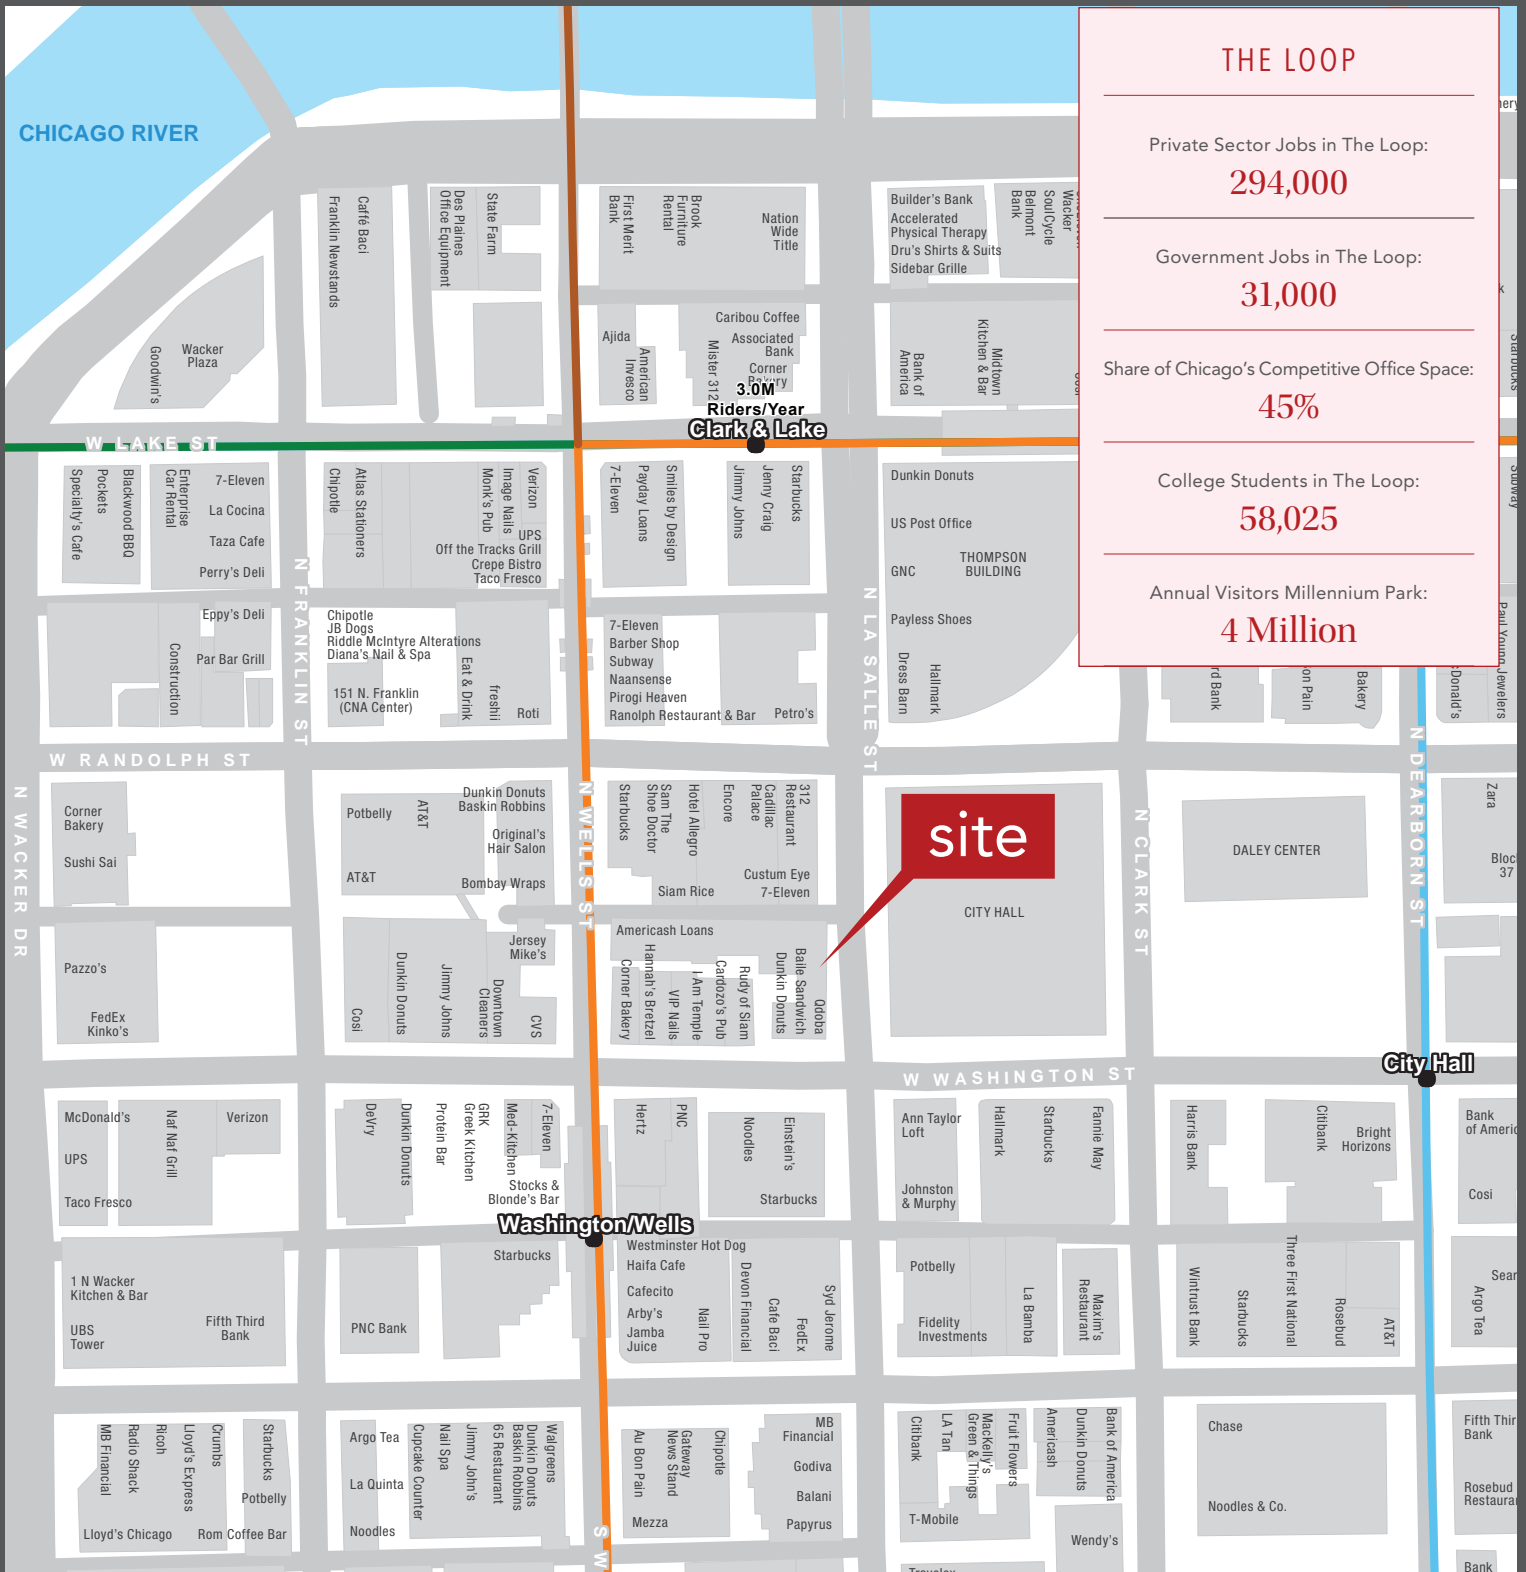 THE LOOP
Private Sector Jobs in The Loop:
294,000
Government Jobs in The Loop:
31,000
Share of Chicago's Competitive Office Space:
45%
College Students in The Loop:
58,025
Annual Visitors Millennium Park:
4 Million
CHICAGO RIVER
Franklin Newstands
Caffé Baci
Des Plaines
Office Equipment
State Farm
First Merit
Bank
Brook
Furniture
Rental
Nation
Wide
Title
Builder's Bank
Accelerated
Physical Therapy
Dru's Shirts & Suits
Sidebar Grille
Belmont
Bank
SoulCycle
Wacker
Goodwin's
Wacker
Plaza
Ajida
American
Invesco
Mister 312
Caribou Coffee
Associated
Bank
Corner
Bakery
Bank of
America
Midtown
Kitchen & Bar
Starbucks
3.0M
Riders/Year
Clark & Lake
W LAKE ST
Specialty's Cafe
Pockets
Blackwood BBQ
Enterprise
Car Rental
7-Eleven
La Cocina
Taza Cafe
Perry's Deli
Chipotle
Atlas Stationers
Monk's Pub
Image Nails
Verizon
UPS
Off the Tracks Grill
Crepe Bistro
Taco Fresco
7-Eleven
Payday Loans
Smiles by Design
Jimmy Johns
Jenny Craig
Starbucks
Dunkin Donuts
US Post Office
GNC
THOMPSON
BUILDING
Payless Shoes
Dress Barn
Hallmark
Subway
N FRANKLIN ST
N LA SALLE ST
Eppy's Deli
Construction
Par Bar Grill
Chipotle
JB Dogs
Riddle McIntyre Alterations
Diana's Nail & Spa
151 N. Franklin
(CNA Center)
Eat & Drink
freshii
Roti
7-Eleven
Barber Shop
Subway
Naansense
Pirogi Heaven
Ranolph Restaurant & Bar
Petro's
rd Bank
on Pain
Bakery
Donald's
Paul Young Jewelers
W RANDOLPH ST
N WACKER DR
N WELLS ST
N CLARK ST
N DEARBORN ST
Corner
Bakery
Sushi Sai
Potbelly
AT&T
AT&T
Dunkin Donuts
Baskin Robbins
Original's
Hair Salon
Bombay Wraps
Starbucks
Sam The
Shoe Doctor
Hotel Allegro
Encore
Cadillac
Palace
312
Restaurant
Siam Rice
Custum Eye
7-Eleven
site
CITY HALL
DALEY CENTER
Zara
Bloc
37
Pazzo's
FedEx
Kinko's
Cosi
Dunkin Donuts
Jimmy Johns
Downtown
Cleaners
Jersey
Mike's
CVS
Americash Loans
Corner Bakery
Hannah's Bretzel
VIP Nails
I Am Temple
Cardozo's Pub
Rudy of Siam
Dunkin Donuts
Baile Sandwich
Qdoba
W WASHINGTON ST
City Hall
McDonald's
UPS
Taco Fresco
Naf Naf Grill
Verizon
DeVry
Dunkin Donuts
Protein Bar
GRK
Greek Kitchen
Med-Kitchen
7-Eleven
Stocks &
Blonde's Bar
Hertz
PNC
Noodles
Einstein's
Starbucks
Ann Taylor
Loft
Johnston
& Murphy
Hallmark
Starbucks
Fannie May
Harris Bank
Citibank
Bright
Horizons
Bank
of Americ
Cosi
Washington/Wells
1 N Wacker
Kitchen & Bar
UBS
Tower
Fifth Third
Bank
PNC Bank
Starbucks
Westminster Hot Dog
Haifa Cafe
Cafecito
Arby's
Jamba
Juice
Nail Pro
Devon Financial
Cafe Baci
FedEx
Syd Jerome
Potbelly
Fidelity
Investments
La Bamba
Maxim's
Restaurant
Wintrust Bank
Starbucks
Three First National
Rosebud
AT&T
Sear
Argo Tea
MB Financial
Radio Shack
Ricoh
Lloyd's Express
Crumbs
Starbucks
Potbelly
Lloyd's Chicago
Rom Coffee Bar
Argo Tea
La Quinta
Noodles
Cupcake Counter
Nail Spa
Jimmy John's
65 Restaurant
Baskin Robbins
Dunkin Donuts
Walgreens
S W
Au Bon Pain
Gateway
News Stand
Chipotle
Mezza
MB
Financial
Godiva
Balani
Papyrus
Citibank
LA Tan
MacKelly's
Green & Things
Fruit Flowers
T-Mobile
Americash
Dunkin Donuts
Bank of America
Wendy's
Chase
Noodles & Co.
Fifth Thir
Bank
Rosebud
Restaura
Bank